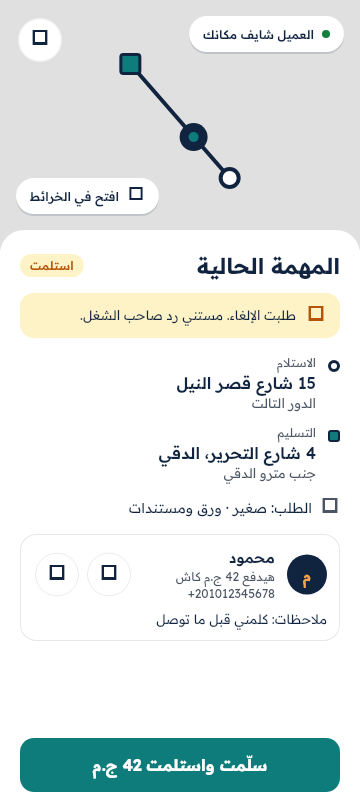 العميل شايف مكانك
افتح في الخرائط
المهمة الحالية
استلمت
طلبت الإلغاء. مستني رد صاحب الشغل.
الاستلام
15 شارع قصر النيل
الدور التالت
التسليم
4 شارع التحرير، الدقي
جنب مترو الدقي
الطلب: صغير · ورق ومستندات
محمود
م
هيدفع 42 ج.م كاش
+201012345678
ملاحظات: كلمني قبل ما توصل
سلّمت واستلمت 42 ج.م